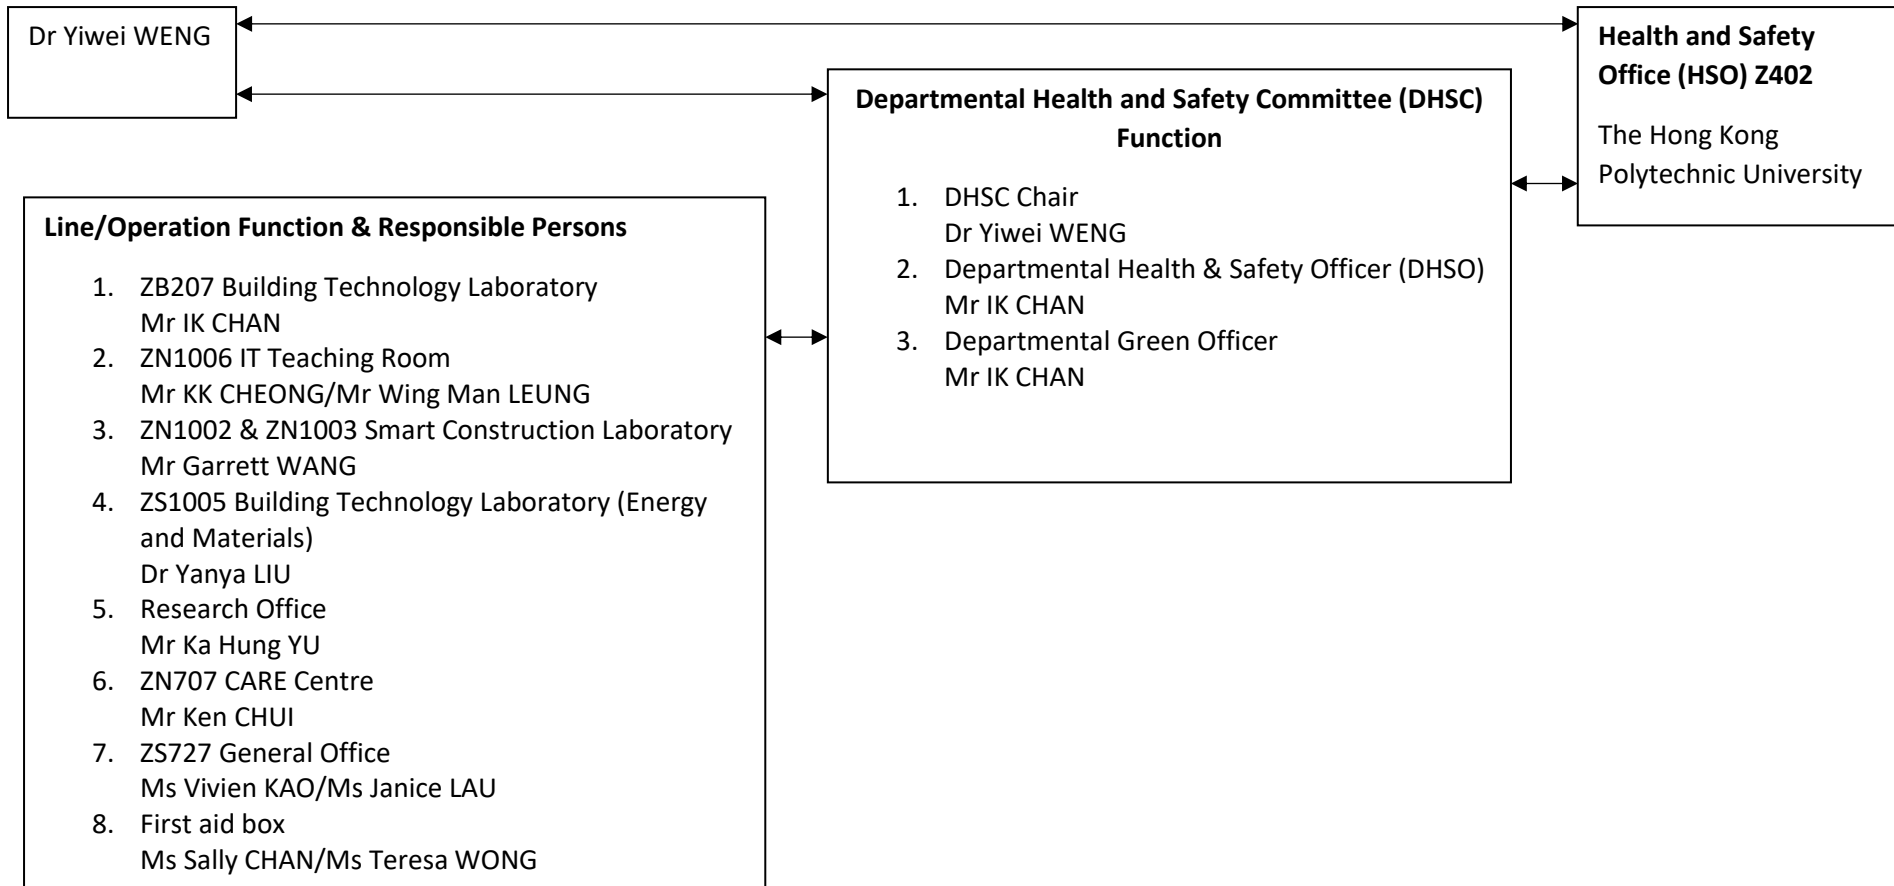 Dr Yiwei WENG
Health and Safety
Office (HSO) Z402
The Hong Kong
Polytechnic University
Departmental Health and Safety Committee (DHSC)
Function
1. DHSC Chair
Dr Yiwei WENG
2. Departmental Health & Safety Officer (DHSO)
Mr IK CHAN
3. Departmental Green Officer
Mr IK CHAN
Line/Operation Function & Responsible Persons
1. ZB207 Building Technology Laboratory
Mr IK CHAN
2. ZN1006 IT Teaching Room
Mr KK CHEONG/Mr Wing Man LEUNG
3. ZN1002 & ZN1003 Smart Construction Laboratory
Mr Garrett WANG
4. ZS1005 Building Technology Laboratory (Energy
and Materials)
Dr Yanya LIU
5. Research Office
Mr Ka Hung YU
6. ZN707 CARE Centre
Mr Ken CHUI
7. ZS727 General Office
Ms Vivien KAO/Ms Janice LAU
8. First aid box
Ms Sally CHAN/Ms Teresa WONG